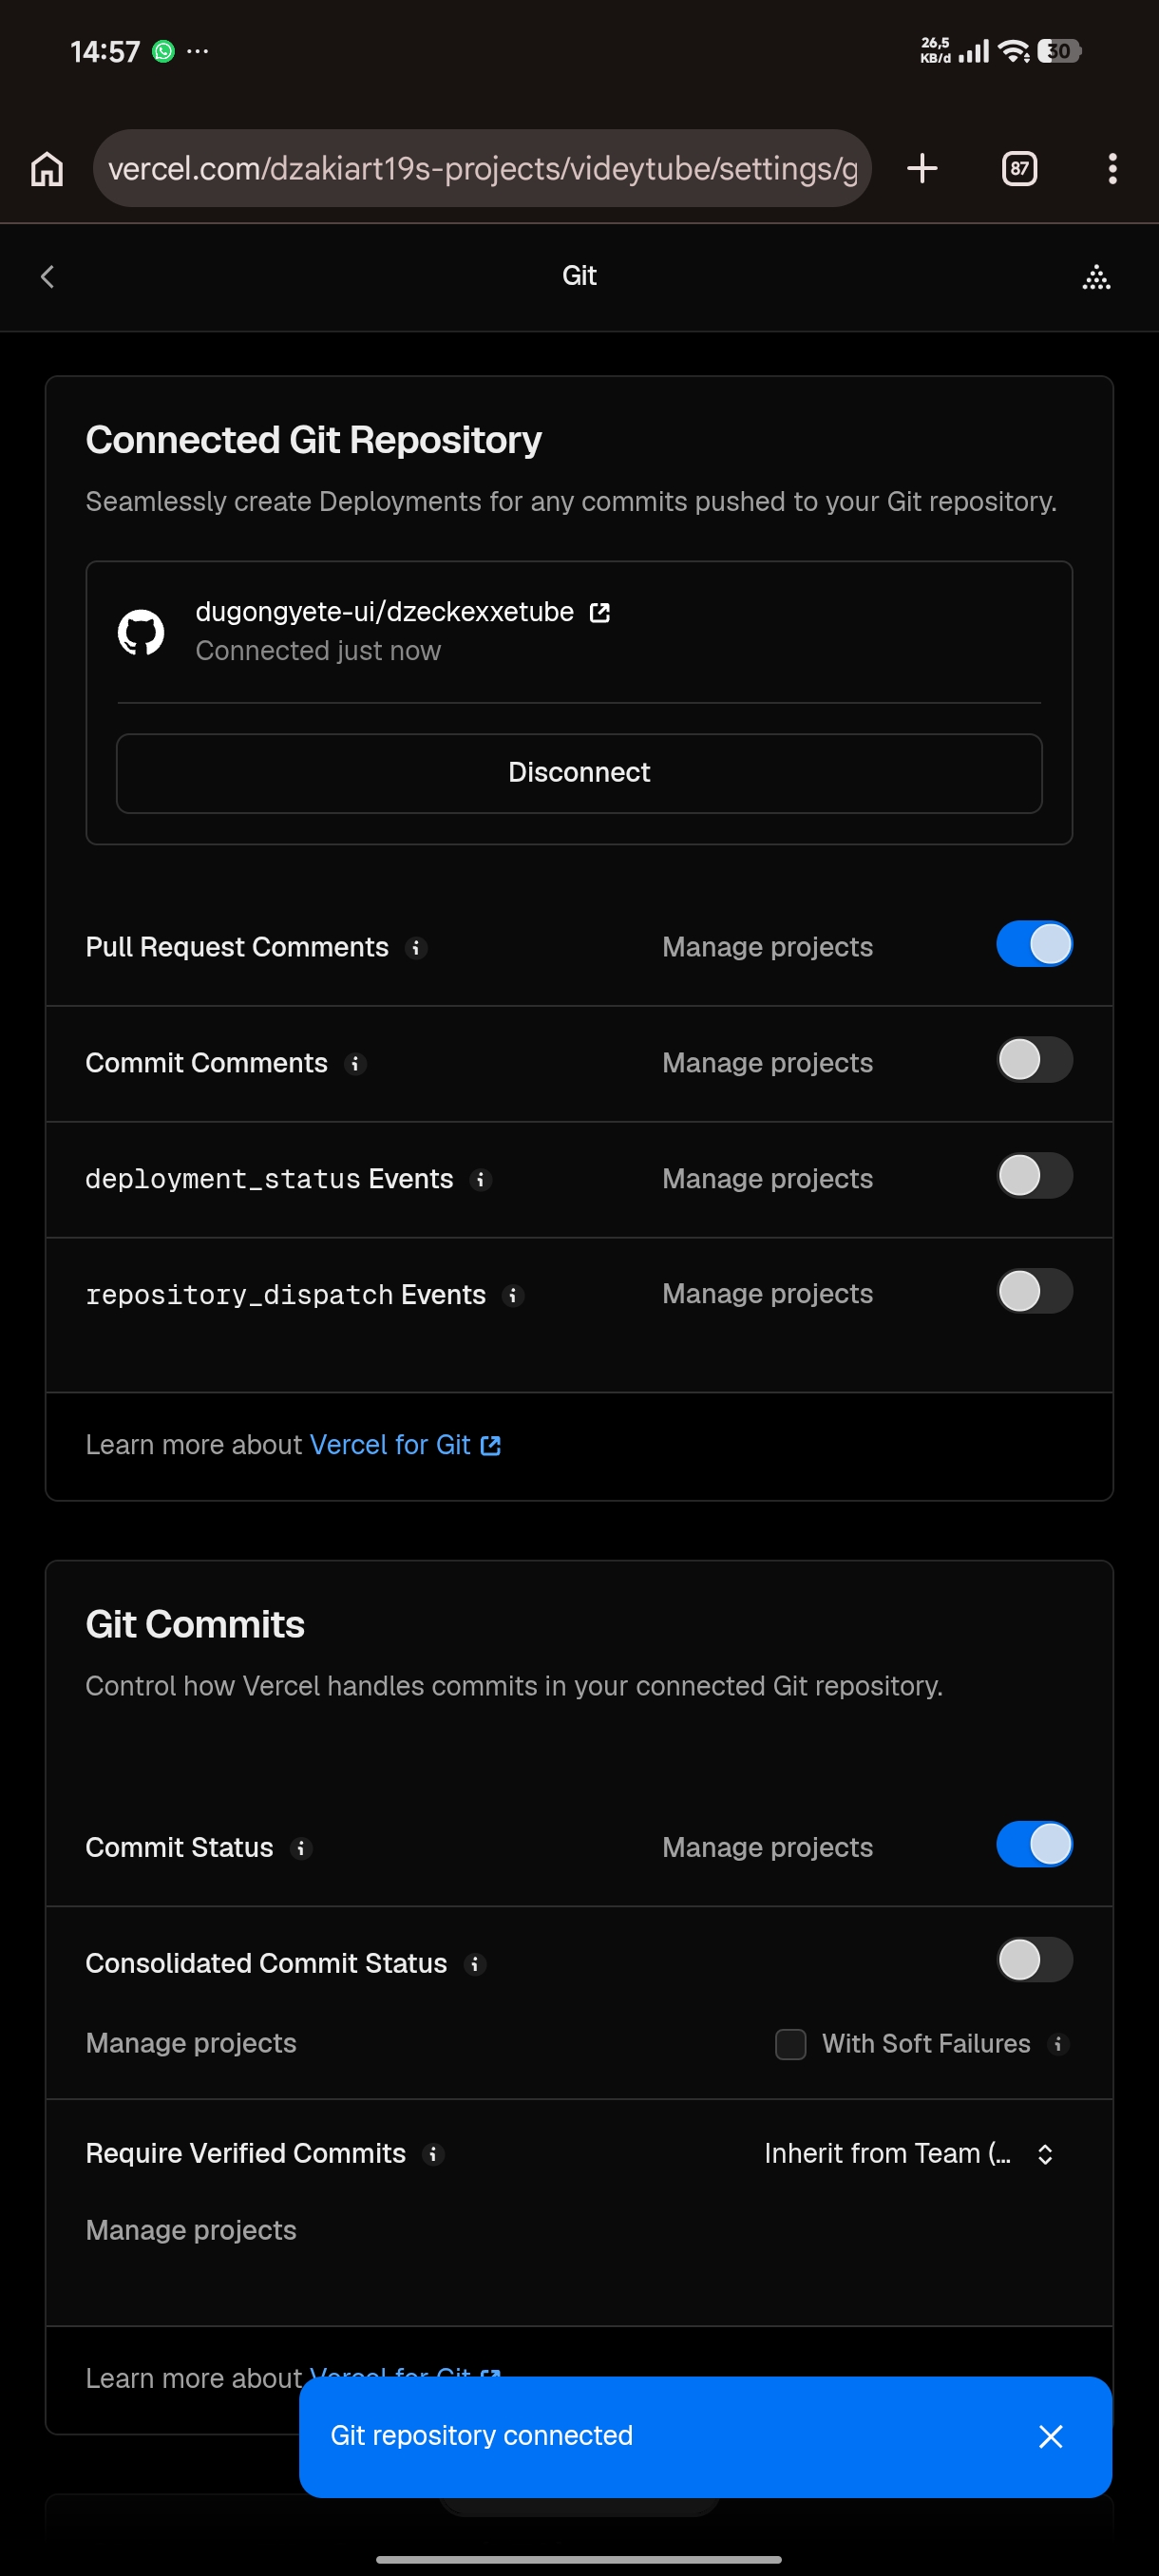 14:57
26,5
KB/d
30
vercel.com/dzakiart19s-projects/videytube/settings/g
87
Git
Connected Git Repository
Seamlessly create Deployments for any commits pushed to your Git repository.
dugongyete-ui/dzeckexxetube
Connected just now
Disconnect
Pull Request Comments
Manage projects
Commit Comments
Manage projects
deployment_status Events
Manage projects
repository_dispatch Events
Manage projects
Learn more about Vercel for Git
Git Commits
Control how Vercel handles commits in your connected Git repository.
Commit Status
Manage projects
Consolidated Commit Status
Manage projects
With Soft Failures
Require Verified Commits
Inherit from Team (...
Manage projects
Learn more about Vercel for Git
Git repository connected